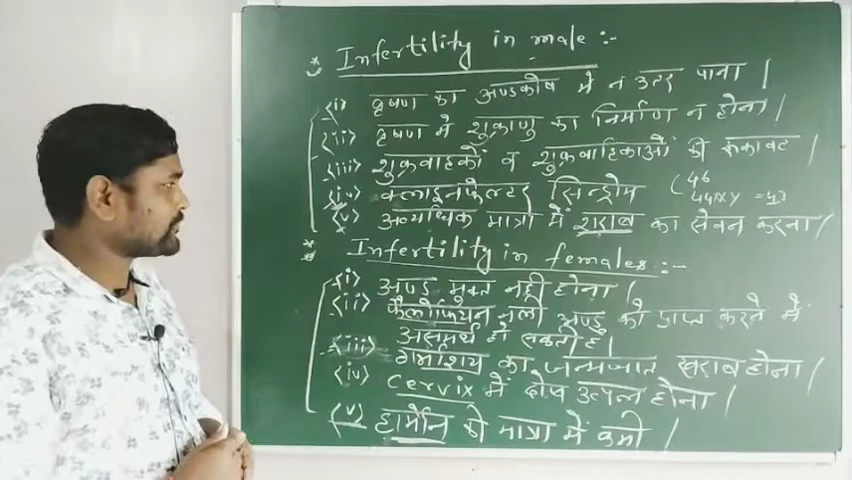 * Infertility in male :-
(i) वृषण का अण्डकोष में न उतर पाना |
(ii) वृषण में शुक्राणु का निर्माण न होना |
(iii) शुक्रवाहकों व शुक्रवाहिकाओं की रूकावट |
(iv) क्लाइनफेल्टर सिन्ड्रोम (46
44XXY = 47
(v) अत्यधिक मात्रा में शराब का सेवन करना |
* Infertility in females :-
(i) अण्ड मुक्त नही होना |
(ii) फैलोपियन नली अण्ड को प्राप्त करने में
असमर्थ हो सकती है |
(iii) गर्भाशय का जन्मजात खराब होना |
(iv) Cervix में दोष उत्पन्न होना |
(v) हार्मोन की मात्रा में कमी |